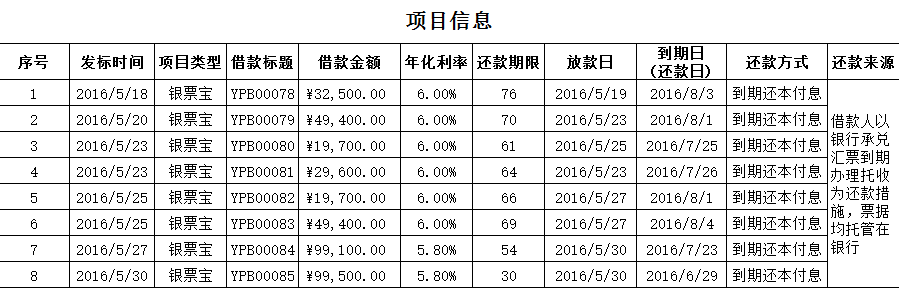 项目信息
序号 发标时间 项目类型 借款标题 借款金额 年化利率 还款期限 放款日 到期日(还款日) 还款方式 还款来源
1 2016/5/18 银票宝 YPB00078 ¥32,500.00 6.00% 76 2016/5/19 2016/8/3 到期还本付息
2 2016/5/20 银票宝 YPB00079 ¥49,400.00 6.00% 70 2016/5/23 2016/8/1 到期还本付息
3 2016/5/23 银票宝 YPB00080 ¥19,700.00 6.00% 61 2016/5/25 2016/7/25 到期还本付息
4 2016/5/23 银票宝 YPB00081 ¥29,600.00 6.00% 64 2016/5/23 2016/7/26 到期还本付息
5 2016/5/25 银票宝 YPB00082 ¥19,700.00 6.00% 66 2016/5/27 2016/8/1 到期还本付息
6 2016/5/25 银票宝 YPB00083 ¥49,400.00 6.00% 69 2016/5/27 2016/8/4 到期还本付息
7 2016/5/27 银票宝 YPB00084 ¥99,100.00 5.80% 54 2016/5/30 2016/7/23 到期还本付息
8 2016/5/30 银票宝 YPB00085 ¥99,500.00 5.80% 30 2016/5/30 2016/6/29 到期还本付息
借款人以
银行承兑
汇票到期
办理托收
为还款措
施，票据
均托管在
银行